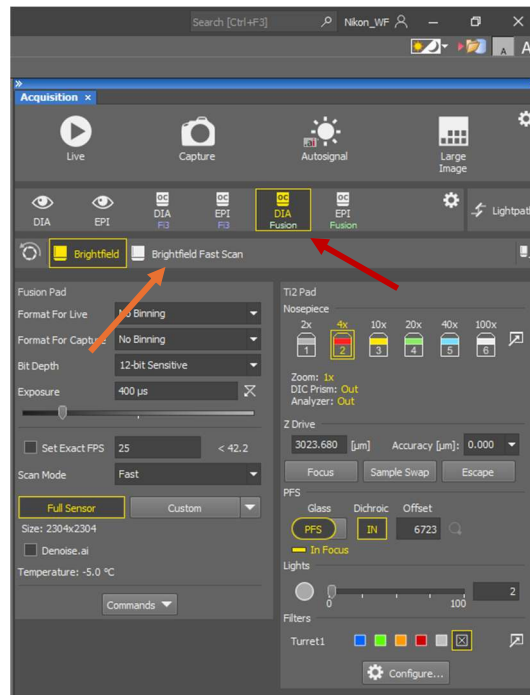 Search [Ctrl+F3] Nikon_WF
A A
Acquisition ×
Live Capture Autosignal Large Image
DIA EPI DIA Fi3 EPI Fi3 DIA Fusion EPI Fusion Lightpath
Brightfield Brightfield Fast Scan
Fusion Pad
Format For Live No Binning
Format For Capture No Binning
Bit Depth 12-bit Sensitive
Exposure 400 µs
Set Exact FPS 25 < 42.2
Scan Mode Fast
Full Sensor Custom
Size: 2304x2304
Denoise.ai
Temperature: -5.0 °C
Commands
Ti2 Pad
Nosepiece
2x 4x 10x 20x 40x 100x
1 2 3 4 5 6
Zoom: 1x
DIC Prism: Out
Analyzer: Out
Z Drive
3023.680 [µm] Accuracy [µm]: 0.000
Focus Sample Swap Escape
PFS
Glass Dichroic Offset
PFS IN 6723
In Focus
Lights
0 100 2
Filters
Turret1
Configure...